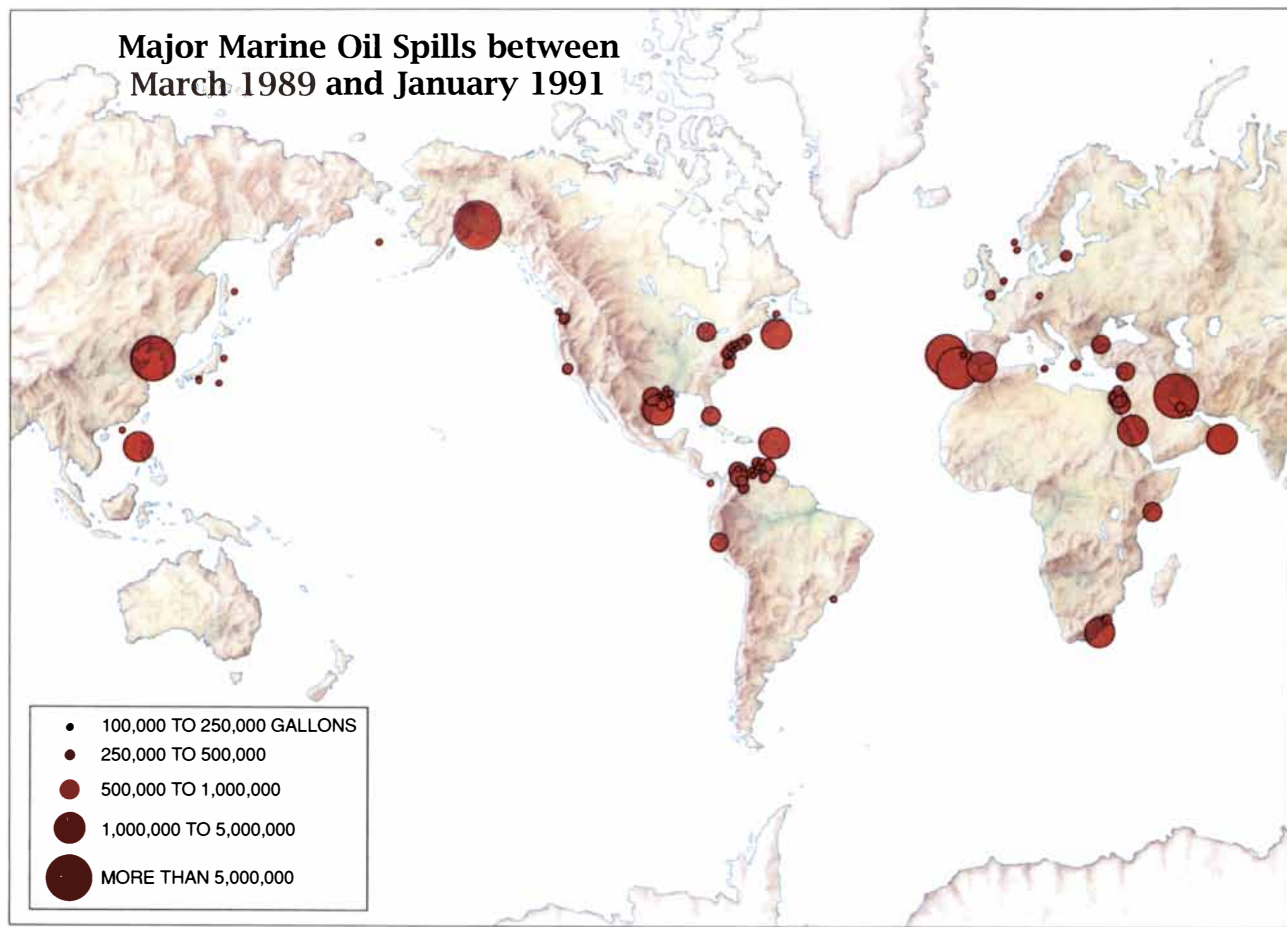 Major Marine Oil Spills between
March 1989 and January 1991
100,000 TO 250,000 GALLONS
250,000 TO 500,000
500,000 TO 1,000,000
1,000,000 TO 5,000,000
MORE THAN 5,000,000